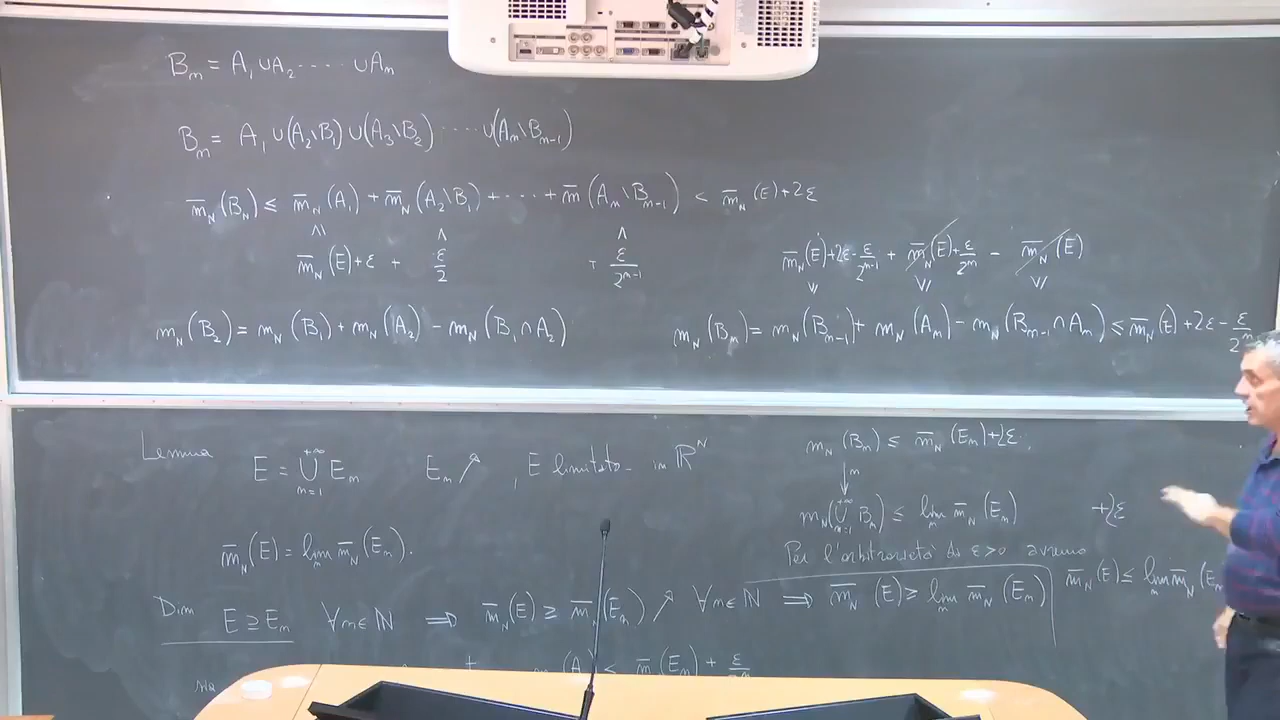 B_m = A_1 ∪ A_2 ..... ∪ A_m
B_m = A_1 ∪ (A_2 \ B_1) ∪ (A_3 \ B_2) ..... ∪ (A_m \ B_{m-1})
m̅_N(B_N) ≤ m̅_N(A_1) + m̅_N(A_2 \ B_1) + ..... + m̅(A_m \ B_{m-1}) < m̅_N(E) + 2ε
∧∥ ∧ ∧
m̅_N(E) + ε + ε/2 + ε/2^{m-1}
m̅_N(E) + 2ε - ε/2^{m-1} + m̅_N(E) + ε/2^m - m̅_N(E)
m_N(B_2) = m_N(B_1) + m_N(A_2) - m_N(B_1 ∩ A_2)
m_N(B_m) = m_N(B_{m-1}) + m_N(A_m) - m_N(B_{m-1} ∩ A_m) ≤ m̅_N(E) + 2ε - ε/2^m
Lemma E = ⋃_{m=1}^{+∞} E_m E_m ↗, E limitato in ℝ^N
m̅_N(E) = lim_m m̅_N(E_m).
Dim E ⊇ E_m ∀m∈ℕ ⟹ m̅_N(E) ≥ m̅_N(E_m) ↗ ∀m∈ℕ ⟹ m̅_N(E) ≥ lim_m m̅_N(E_m)
m_N(B_m) ≤ m̅_N(E_m) + 2ε
↓ m
m_N(⋃_{m=1}^{+∞} B_m) ≤ lim_m m̅_N(E_m) + 2ε
Per l'arbitrarietà di ε>0 avremo
m̅_N(E) ≤ lim_m m̅_N(E_m
(A < m̅(E_m) + ε